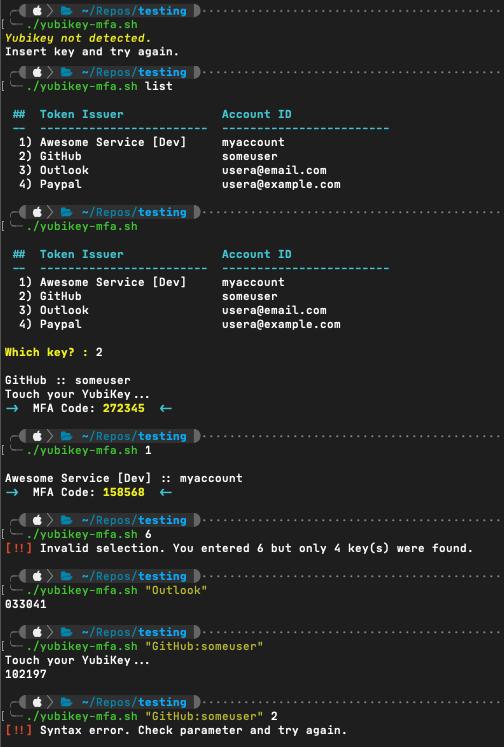 ~/Repos/testing
./yubikey-mfa.sh
Yubikey not detected.
Insert key and try again.
~/Repos/testing
./yubikey-mfa.sh list
## Token Issuer Account ID
-- ------------------------ ------------------------
1) Awesome Service [Dev] myaccount
2) GitHub someuser
3) Outlook usera@email.com
4) Paypal usera@example.com
~/Repos/testing
./yubikey-mfa.sh
## Token Issuer Account ID
-- ------------------------ ------------------------
1) Awesome Service [Dev] myaccount
2) GitHub someuser
3) Outlook usera@email.com
4) Paypal usera@example.com
Which key? : 2
GitHub :: someuser
Touch your YubiKey...
→ MFA Code: 272345 ←
~/Repos/testing
./yubikey-mfa.sh 1
Awesome Service [Dev] :: myaccount
→ MFA Code: 158568 ←
~/Repos/testing
./yubikey-mfa.sh 6
[!!] Invalid selection. You entered 6 but only 4 key(s) were found.
~/Repos/testing
./yubikey-mfa.sh "Outlook"
033041
~/Repos/testing
./yubikey-mfa.sh "GitHub:someuser"
Touch your YubiKey...
102197
~/Repos/testing
./yubikey-mfa.sh "GitHub:someuser" 2
[!!] Syntax error. Check parameter and try again.